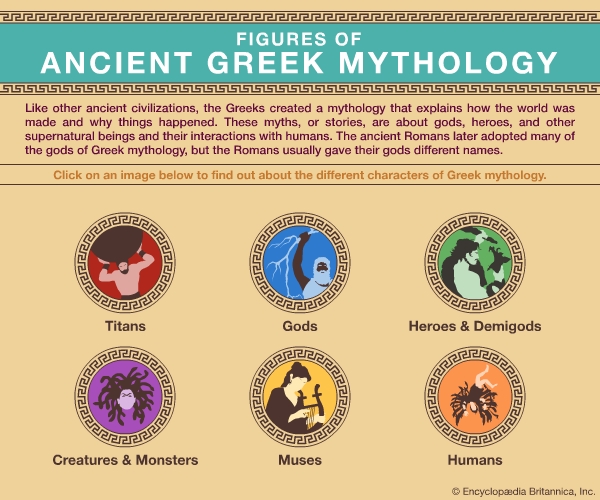 FIGURES OF
ANCIENT GREEK MYTHOLOGY
Like other ancient civilizations, the Greeks created a mythology that explains how the world was
made and why things happened. These myths, or stories, are about gods, heroes, and other
supernatural beings and their interactions with humans. The ancient Romans later adopted many of
the gods of Greek mythology, but the Romans usually gave their gods different names.
Click on an image below to find out about the different characters of Greek mythology.
Titans
Gods
Heroes & Demigods
Creatures & Monsters
Muses
Humans
© Encyclopædia Britannica, Inc.